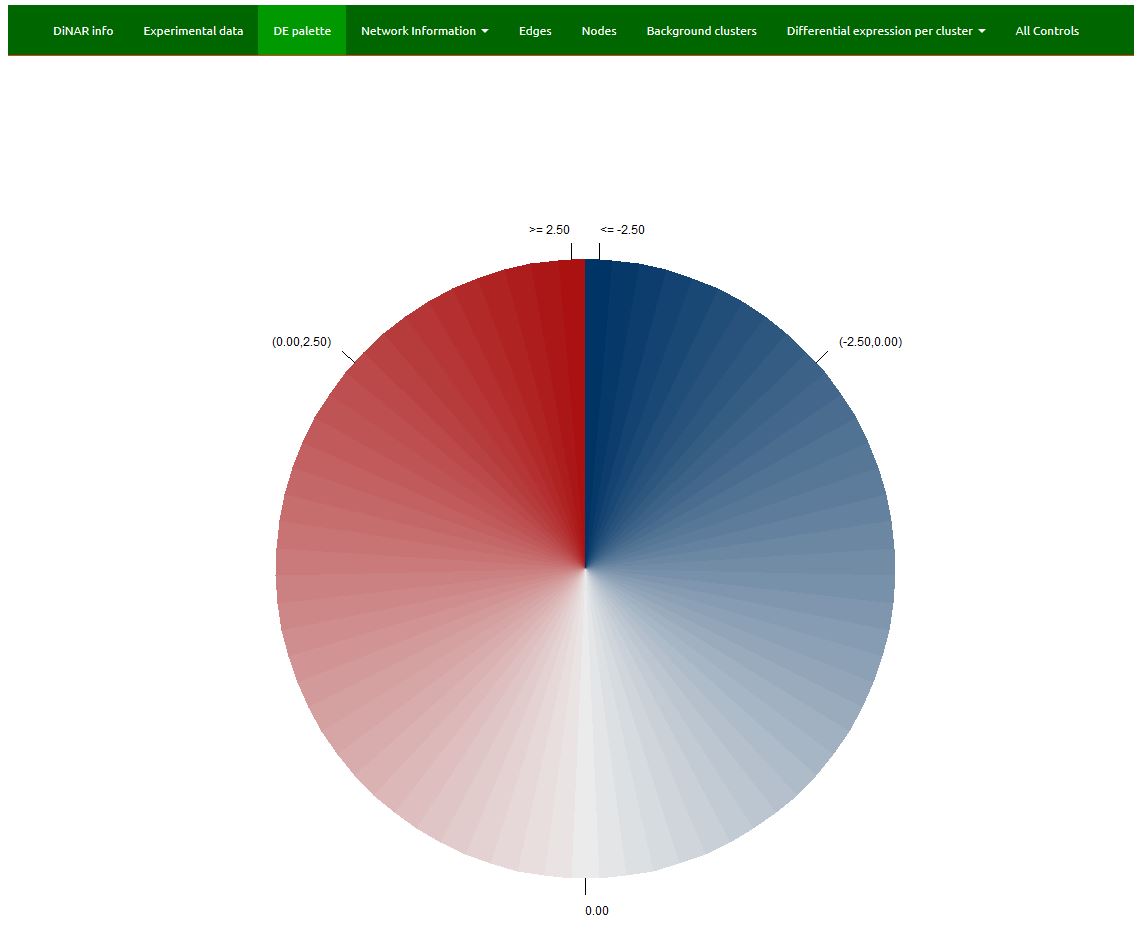 DiNAR info Experimental data DE palette Network Information Edges Nodes Background clusters Differential expression per cluster All Controls
>= 2.50 <= -2.50
(0.00,2.50) (-2.50,0.00)
0.00